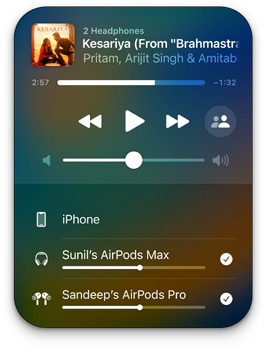 KESARIYA
2 Headphones
Kesariya (From "Brahmastra
Pritam, Arijit Singh & Amitabl
2:57
-1:32
iPhone
Sunil's AirPods Max
Sandeep's AirPods Pro